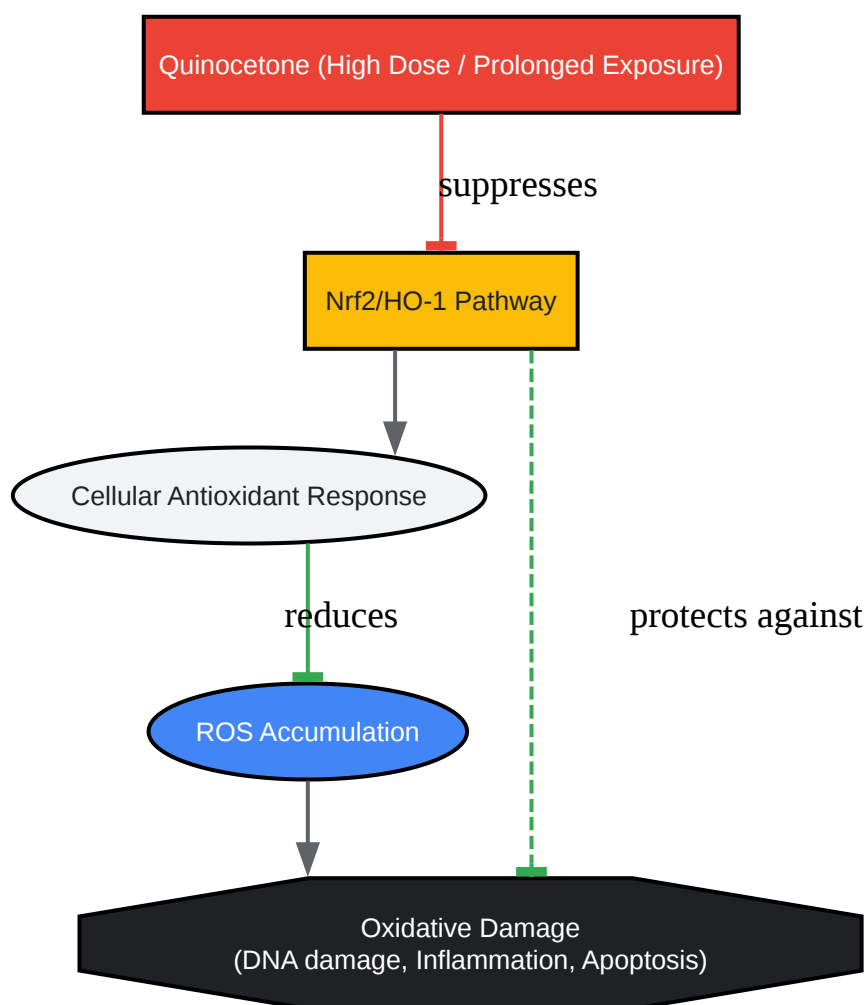 Quinocetone (High Dose / Prolonged Exposure)
suppresses
Nrf2/HO-1 Pathway
Cellular Antioxidant Response
reduces
protects against
ROS Accumulation
Oxidative Damage
(DNA damage, Inflammation, Apoptosis)